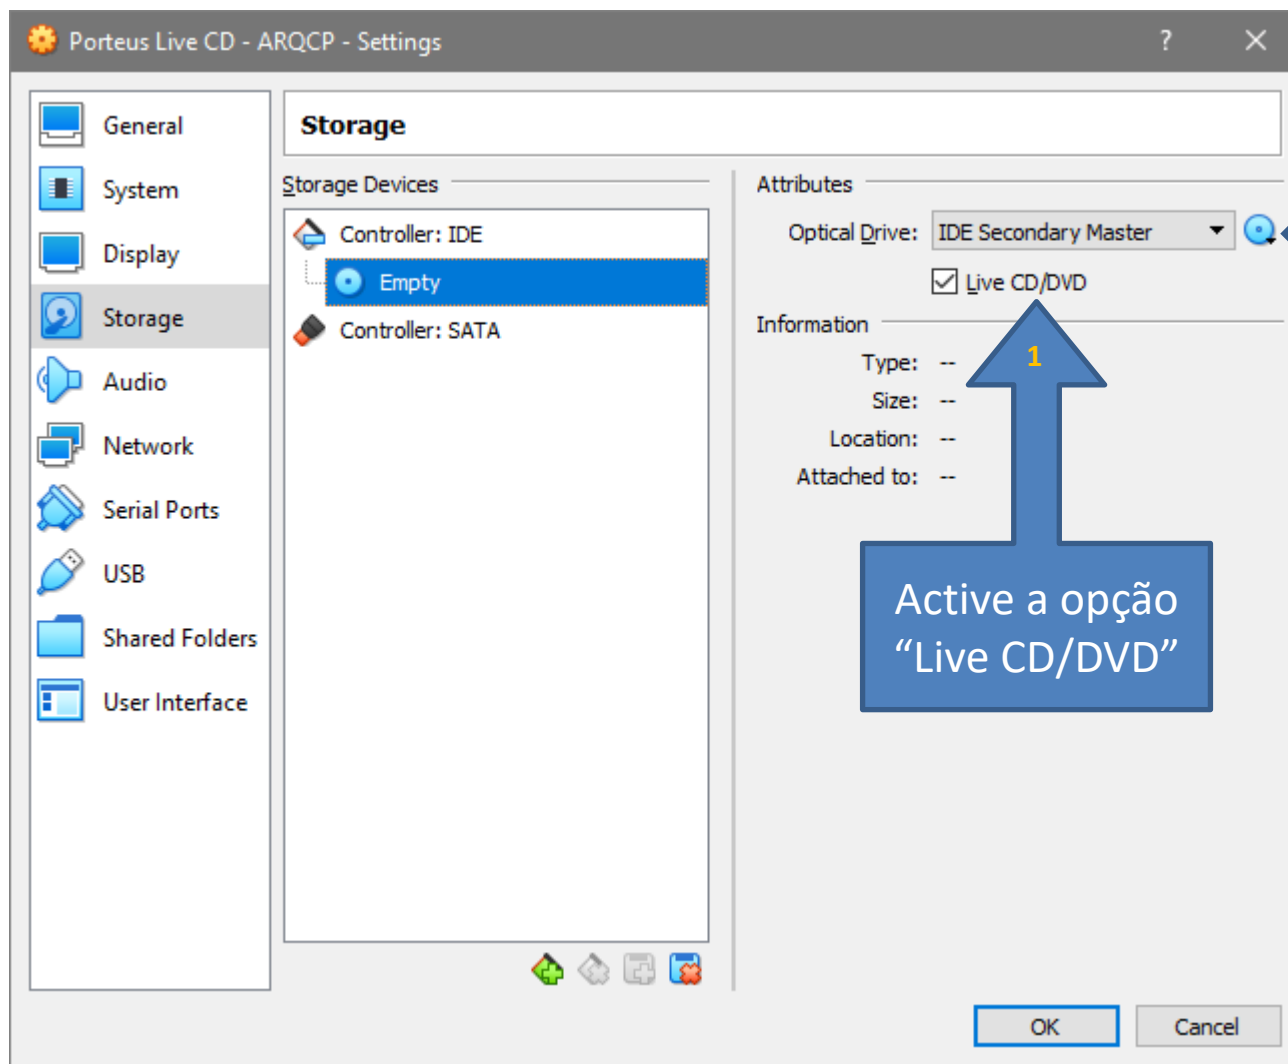 Porteus Live CD - ARQCP - Settings
?
General
System
Display
Storage
Audio
Network
Serial Ports
USB
Shared Folders
User Interface
Storage
Storage Devices
Controller: IDE
Empty
Controller: SATA
Attributes
Optical Drive: IDE Secondary Master
Live CD/DVD
Information
Type: --
Size: --
Location: --
Attached to: --
1
Active a opção
“Live CD/DVD”
OK
Cancel